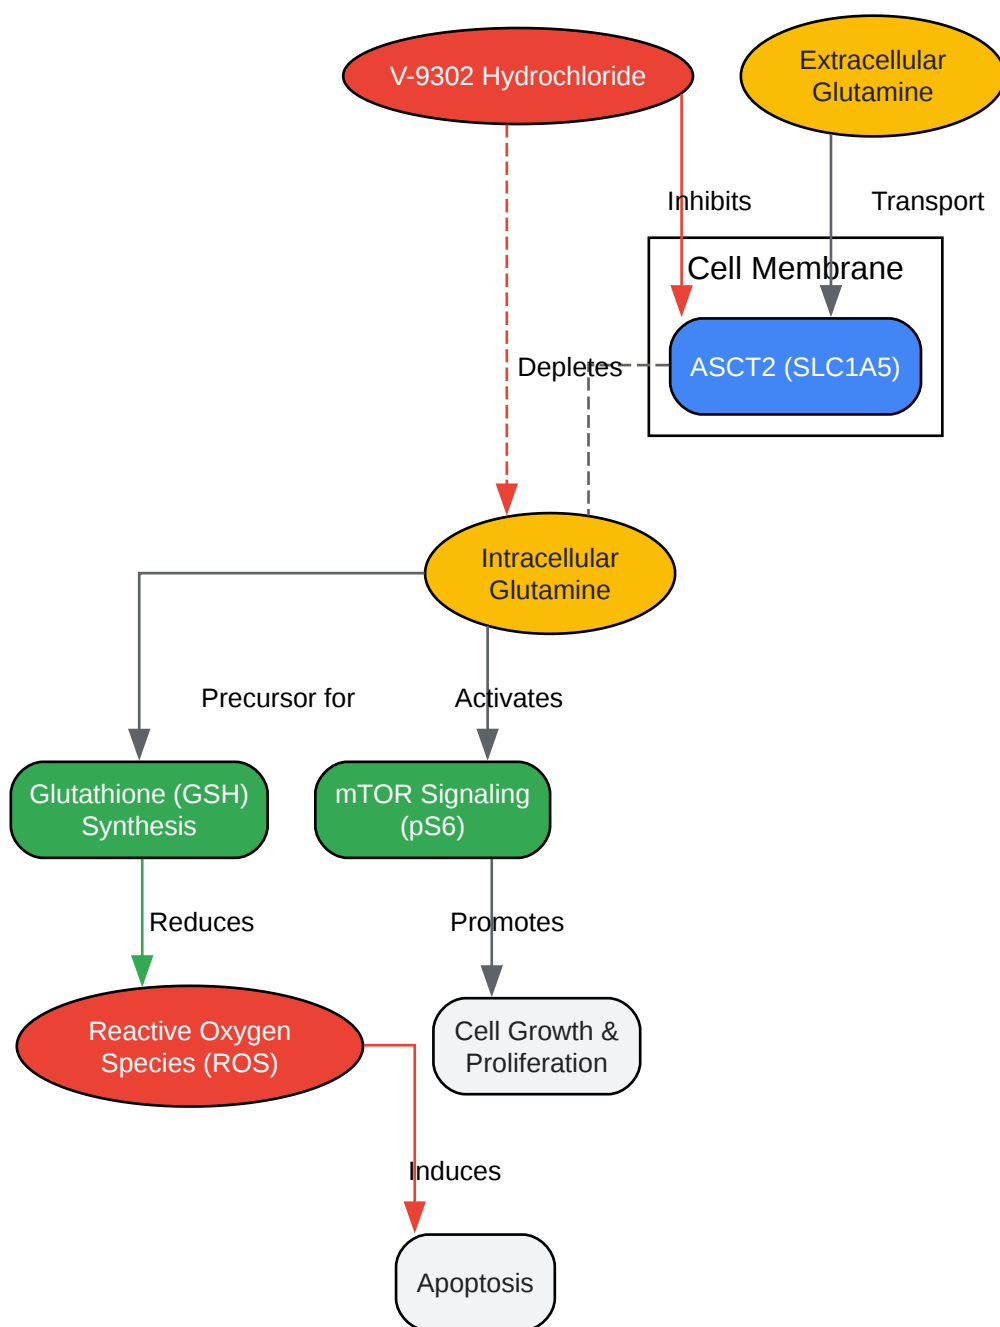 V-9302 Hydrochloride
Extracellular
Glutamine
Inhibits
Transport
Cell Membrane
Depletes
ASCT2 (SLC1A5)
Intracellular
Glutamine
Precursor for
Activates
Glutathione (GSH)
Synthesis
mTOR Signaling
(pS6)
Reduces
Promotes
Reactive Oxygen
Species (ROS)
Cell Growth &
Proliferation
Induces
Apoptosis